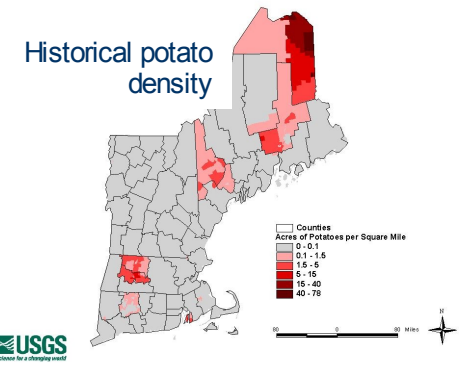 Historical potato
density
Counties
Acres of Potatoes per Square Mile
0 - 0.1
0.1 - 1.5
1.5 - 5
5 - 15
15 - 40
40 - 78
80 0 80 Miles
N
USGS
science for a changing world